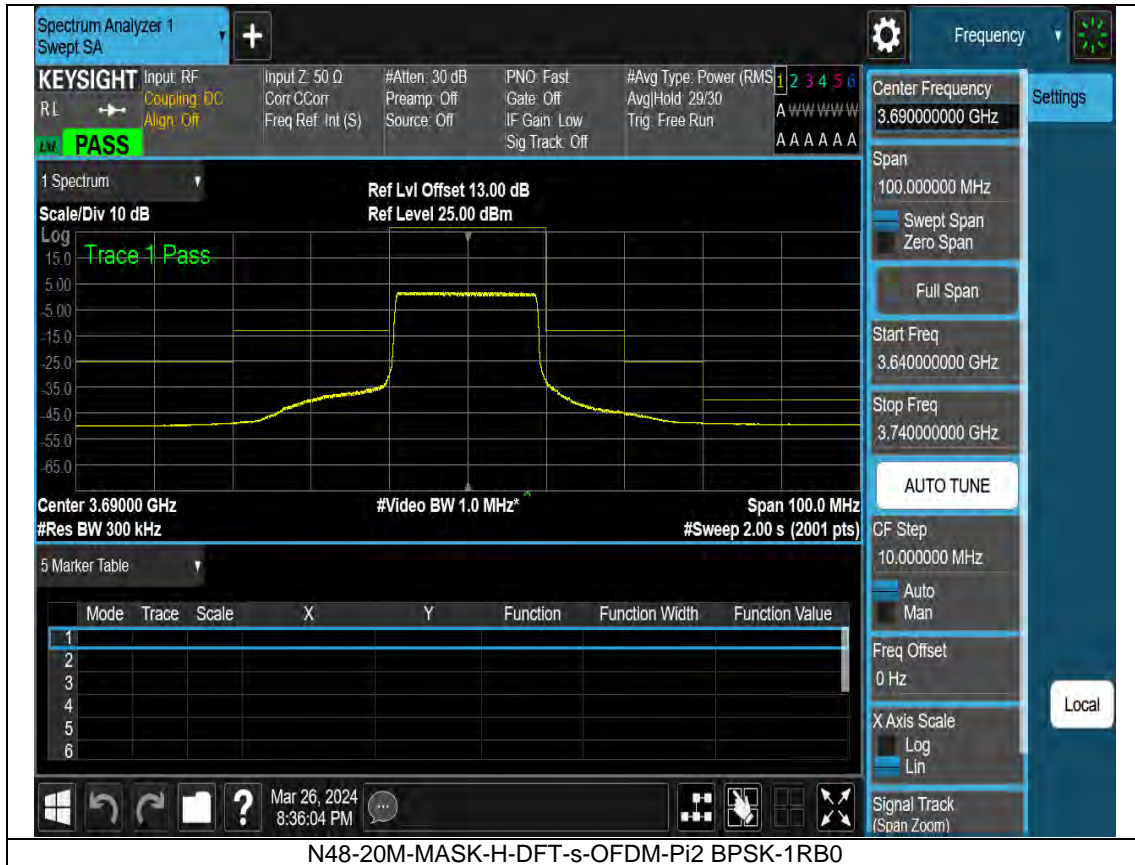 Spectrum Analyzer 1
Swept SA
+
Frequency
KEYSIGHT
RL
PASS
Input: RF
Coupling: DC
Align: Off
Input Z: 50 Ω
Corr CCorr
Freq Ref: Int (S)
#Atten: 30 dB
Preamp: Off
Source: Off
PNO: Fast
Gate: Off
IF Gain: Low
Sig Track: Off
#Avg Type: Power (RMS
Avg|Hold: 29/30
Trig: Free Run
1 2 3 4 5 6
A W W W W W
A A A A A A
1 Spectrum
Scale/Div 10 dB
Ref Lvl Offset 13.00 dB
Ref Level 25.00 dBm
Log
Trace 1 Pass
15.0
5.00
-5.00
-15.0
-25.0
-35.0
-45.0
-55.0
-65.0
Center 3.69000 GHz
#Video BW 1.0 MHz*
Span 100.0 MHz
#Res BW 300 kHz
#Sweep 2.00 s (2001 pts)
5 Marker Table
Mode Trace Scale X Y Function Function Width Function Value
1
2
3
4
5
6
?
Mar 26, 2024
8:36:04 PM
Center Frequency
3.690000000 GHz
Settings
Span
100.000000 MHz
Swept Span
Zero Span
Full Span
Start Freq
3.640000000 GHz
Stop Freq
3.740000000 GHz
AUTO TUNE
CF Step
10.000000 MHz
Auto
Man
Freq Offset
0 Hz
X Axis Scale
Log
Lin
Local
Signal Track
(Span Zoom)
N48-20M-MASK-H-DFT-s-OFDM-Pi2 BPSK-1RB0